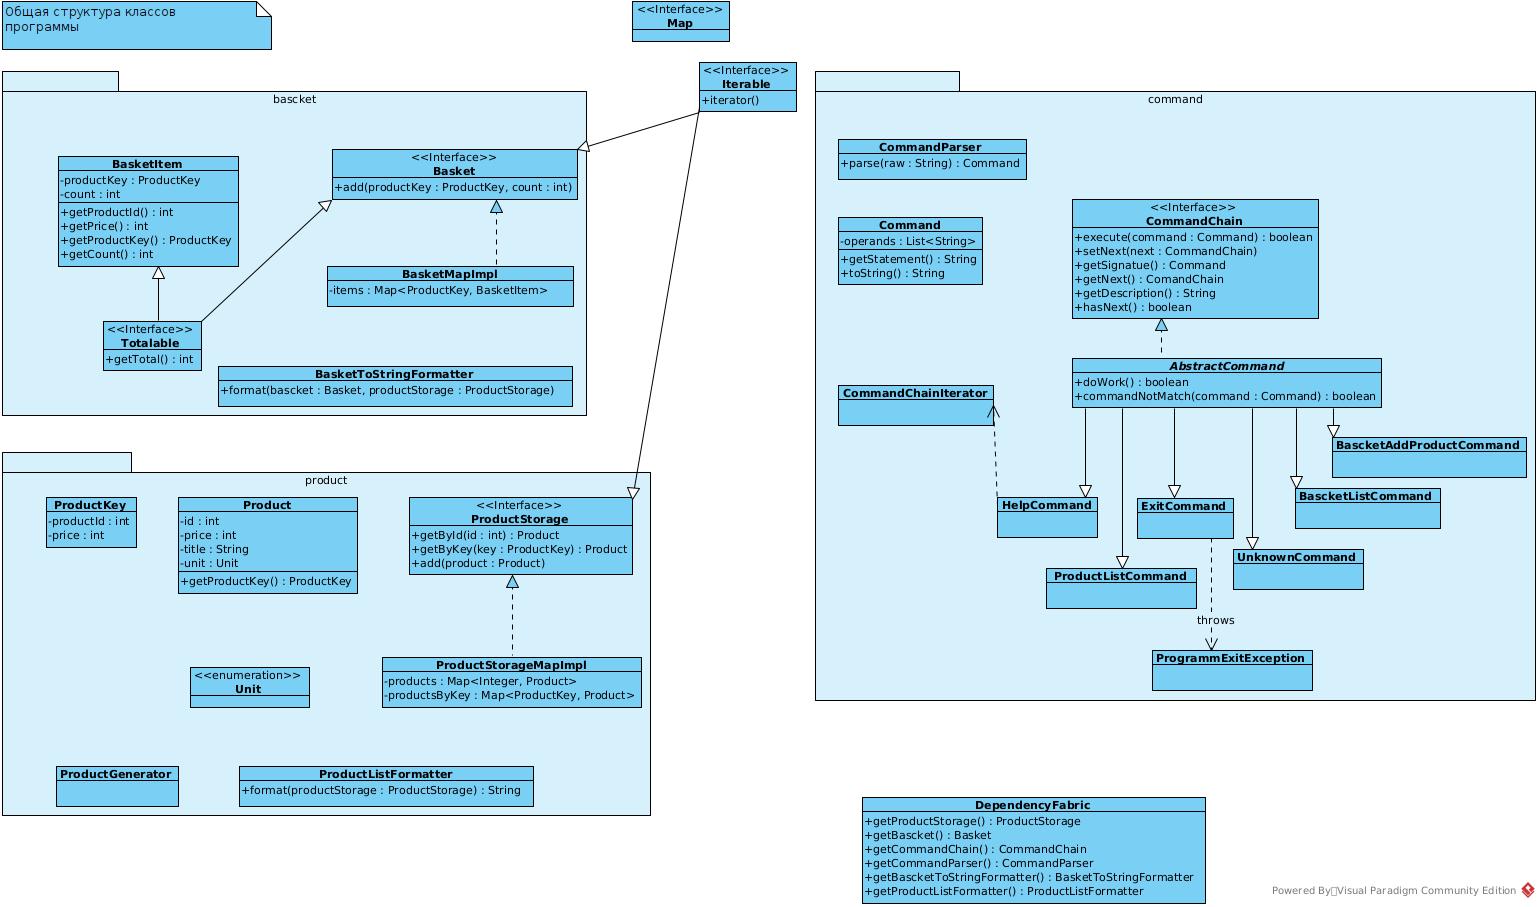 Общая структура классов
программы
<<Interface>>
Map
<<Interface>>
Iterable
+iterator()
bascket
BasketItem
-productKey : ProductKey
-count : int
+getProductId() : int
+getPrice() : int
+getProductKey() : ProductKey
+getCount() : int
<<Interface>>
Basket
+add(productKey : ProductKey, count : int)
BasketMapImpl
-items : Map<ProductKey, BasketItem>
<<Interface>>
Totalable
+getTotal() : int
BasketToStringFormatter
+format(bascket : Basket, productStorage : ProductStorage)
product
ProductKey
-productId : int
-price : int
Product
-id : int
-price : int
-title : String
-unit : Unit
+getProductKey() : ProductKey
<<Interface>>
ProductStorage
+getById(id : int) : Product
+getByKey(key : ProductKey) : Product
+add(product : Product)
<<enumeration>>
Unit
ProductStorageMapImpl
-products : Map<Integer, Product>
-productsByKey : Map<ProductKey, Product>
ProductGenerator
ProductListFormatter
+format(productStorage : ProductStorage) : String
command
CommandParser
+parse(raw : String) : Command
Command
-operands : List<String>
+getStatement() : String
+toString() : String
<<Interface>>
CommandChain
+execute(command : Command) : boolean
+setNext(next : CommandChain)
+getSignatue() : Command
+getNext() : ComandChain
+getDescription() : String
+hasNext() : boolean
AbstractCommand
+doWork() : boolean
+commandNotMatch(command : Command) : boolean
CommandChainIterator
BascketAddProductCommand
BascketListCommand
HelpCommand
ExitCommand
UnknownCommand
ProductListCommand
throws
ProgrammExitException
DependencyFabric
+getProductStorage() : ProductStorage
+getBascket() : Basket
+getCommandChain() : CommandChain
+getCommandParser() : CommandParser
+getBascketToStringFormatter() : BasketToStringFormatter
+getProductListFormatter() : ProductListFormatter
Powered By Visual Paradigm Community Edition